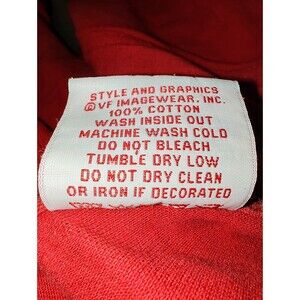 STYLE AND GRAPHICS
©VF IMAGEWEAR, INC.
100% COTTON
WASH INSIDE OUT
MACHINE WASH COLD
DO NOT BLEACH
TUMBLE DRY LOW
DO NOT DRY CLEAN
OR IRON IF DECORATED